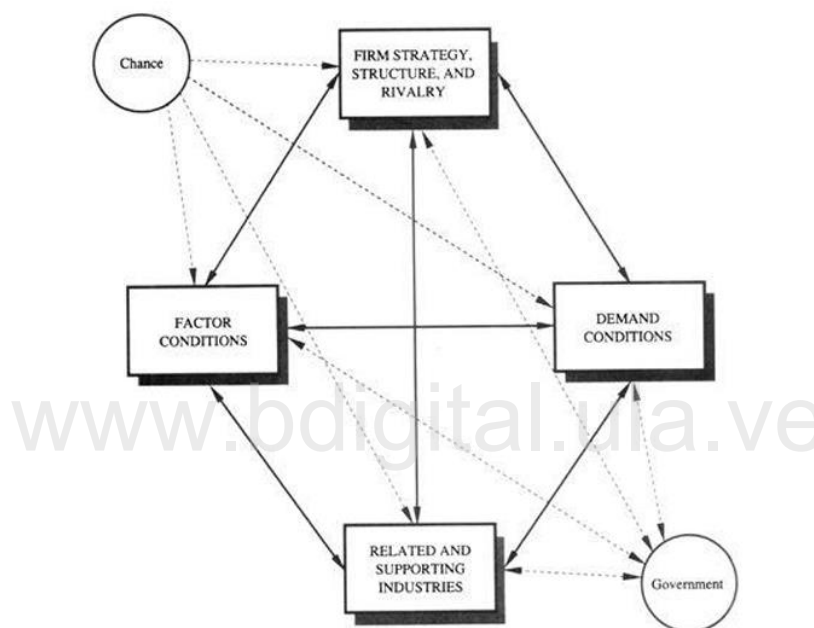 FIRM STRATEGY,
STRUCTURE, AND
RIVALRY
Chance
FACTOR
CONDITIONS
DEMAND
CONDITIONS
www.bdigital.ula.ve
RELATED AND
SUPPORTING
INDUSTRIES
Government